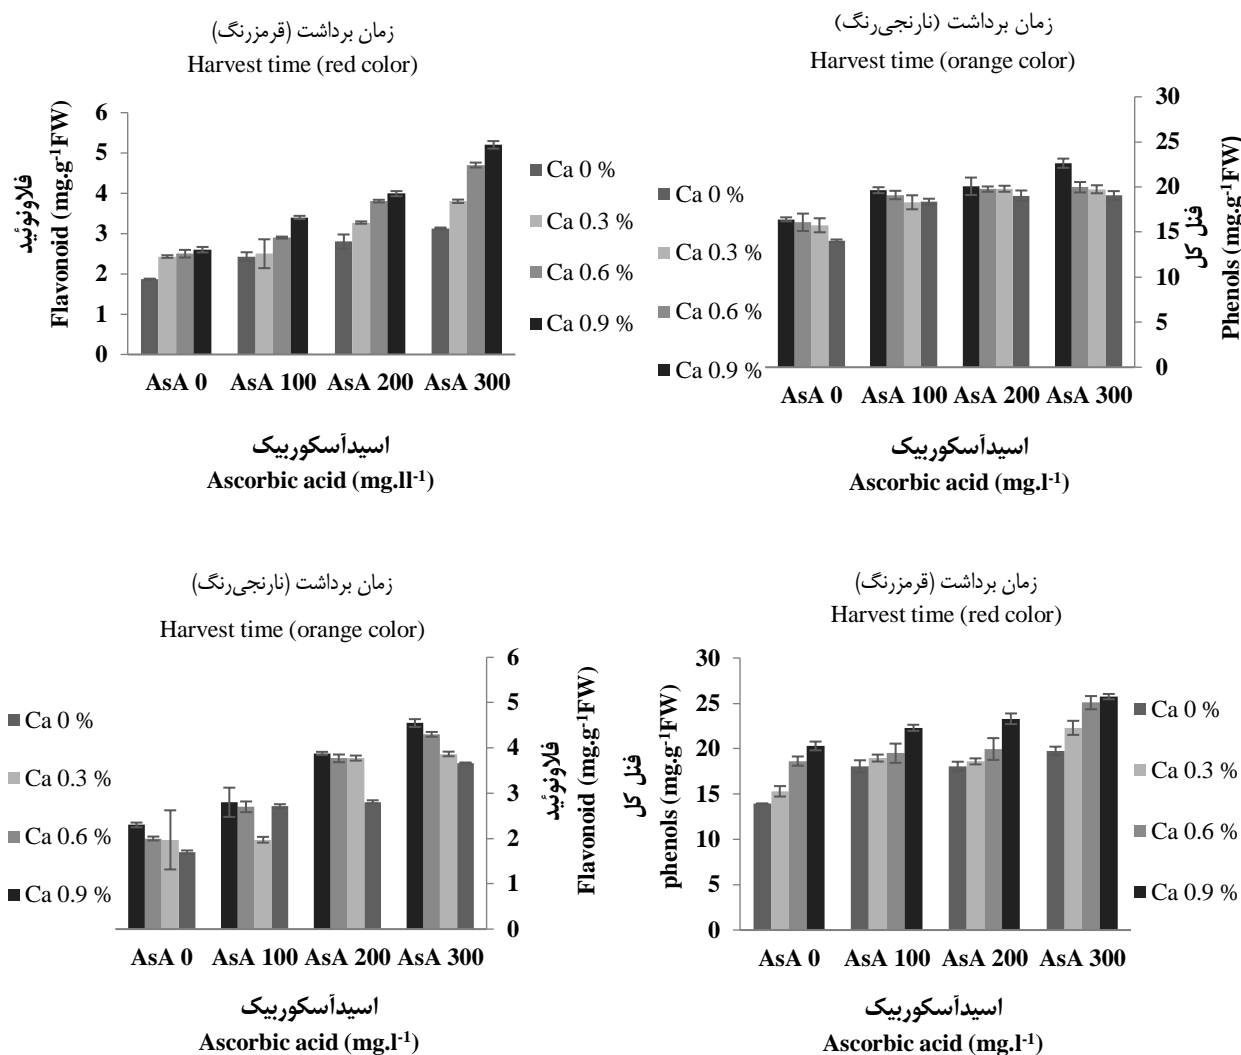 زمان برداشت (قرمزرنگ)
Harvest time (red color)
فلاونوئید
Flavonoid (mg.g-1FW)
6
5
4
3
2
1
0
AsA 0
AsA 100
AsA 200
AsA 300
Ca 0 %
Ca 0.3 %
Ca 0.6 %
Ca 0.9 %
اسیدآسکوربیک
Ascorbic acid (mg.ll-1)
زمان برداشت (نارنجی‌رنگ)
Harvest time (orange color)
Ca 0 %
Ca 0.3 %
Ca 0.6 %
Ca 0.9 %
30
25
20
15
10
5
0
فنل کل
Phenols (mg.g-1FW)
AsA 0
AsA 100
AsA 200
AsA 300
اسیدآسکوربیک
Ascorbic acid (mg.l-1)
زمان برداشت (نارنجی‌رنگ)
Harvest time (orange color)
Ca 0 %
Ca 0.3 %
Ca 0.6 %
Ca 0.9 %
6
5
4
3
2
1
0
فلاونوئید
Flavonoid (mg.g-1FW)
AsA 0
AsA 100
AsA 200
AsA 300
اسیدآسکوربیک
Ascorbic acid (mg.l-1)
زمان برداشت (قرمزرنگ)
Harvest time (red color)
فنل کل
phenols (mg.g-1FW)
30
25
20
15
10
5
0
AsA 0
AsA 100
AsA 200
AsA 300
Ca 0 %
Ca 0.3 %
Ca 0.6 %
Ca 0.9 %
اسیدآسکوربیک
Ascorbic acid (mg.l-1)